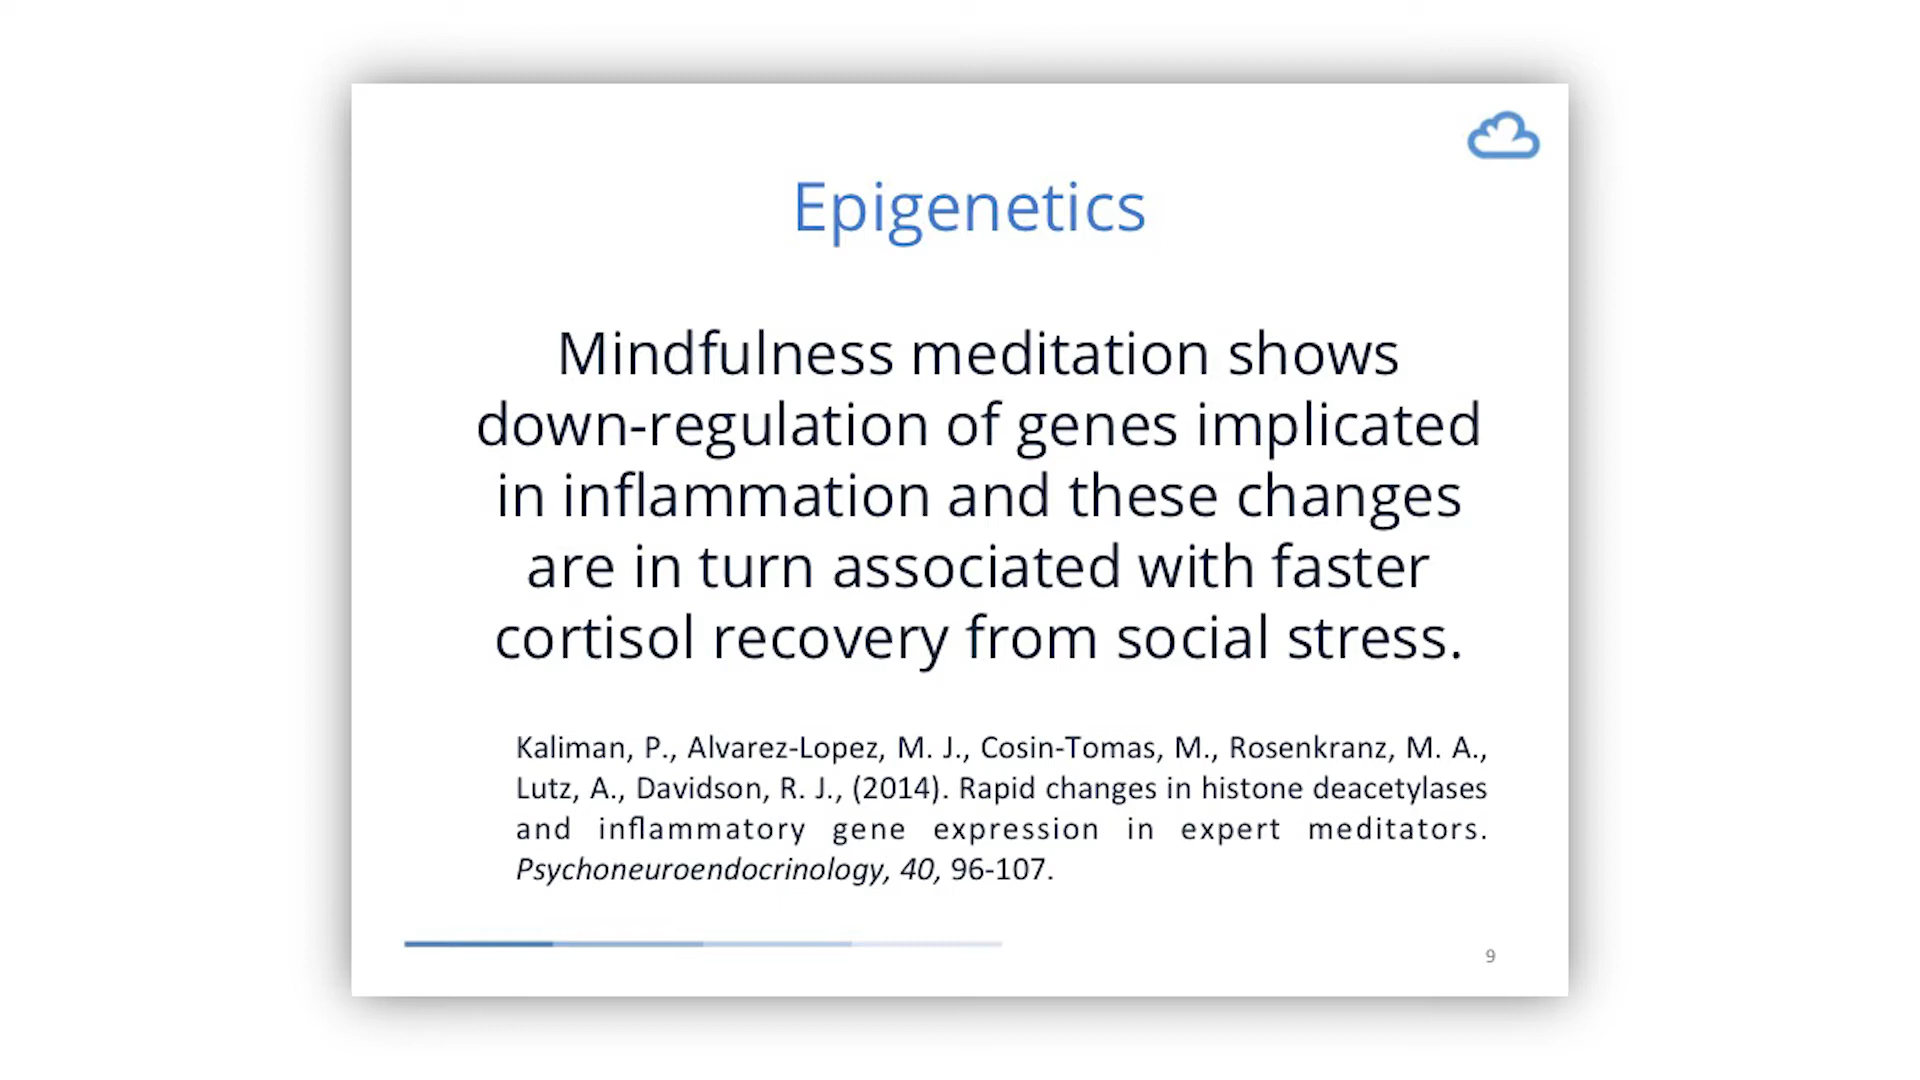 Epigenetics
Mindfulness meditation shows
down-regulation of genes implicated
in inflammation and these changes
are in turn associated with faster
cortisol recovery from social stress.
Kaliman, P., Alvarez-Lopez, M. J., Cosin-Tomas, M., Rosenkranz, M. A.,
Lutz, A., Davidson, R. J., (2014). Rapid changes in histone deacetylases
and inflammatory gene expression in expert meditators.
Psychoneuroendocrinology, 40, 96-107.
9